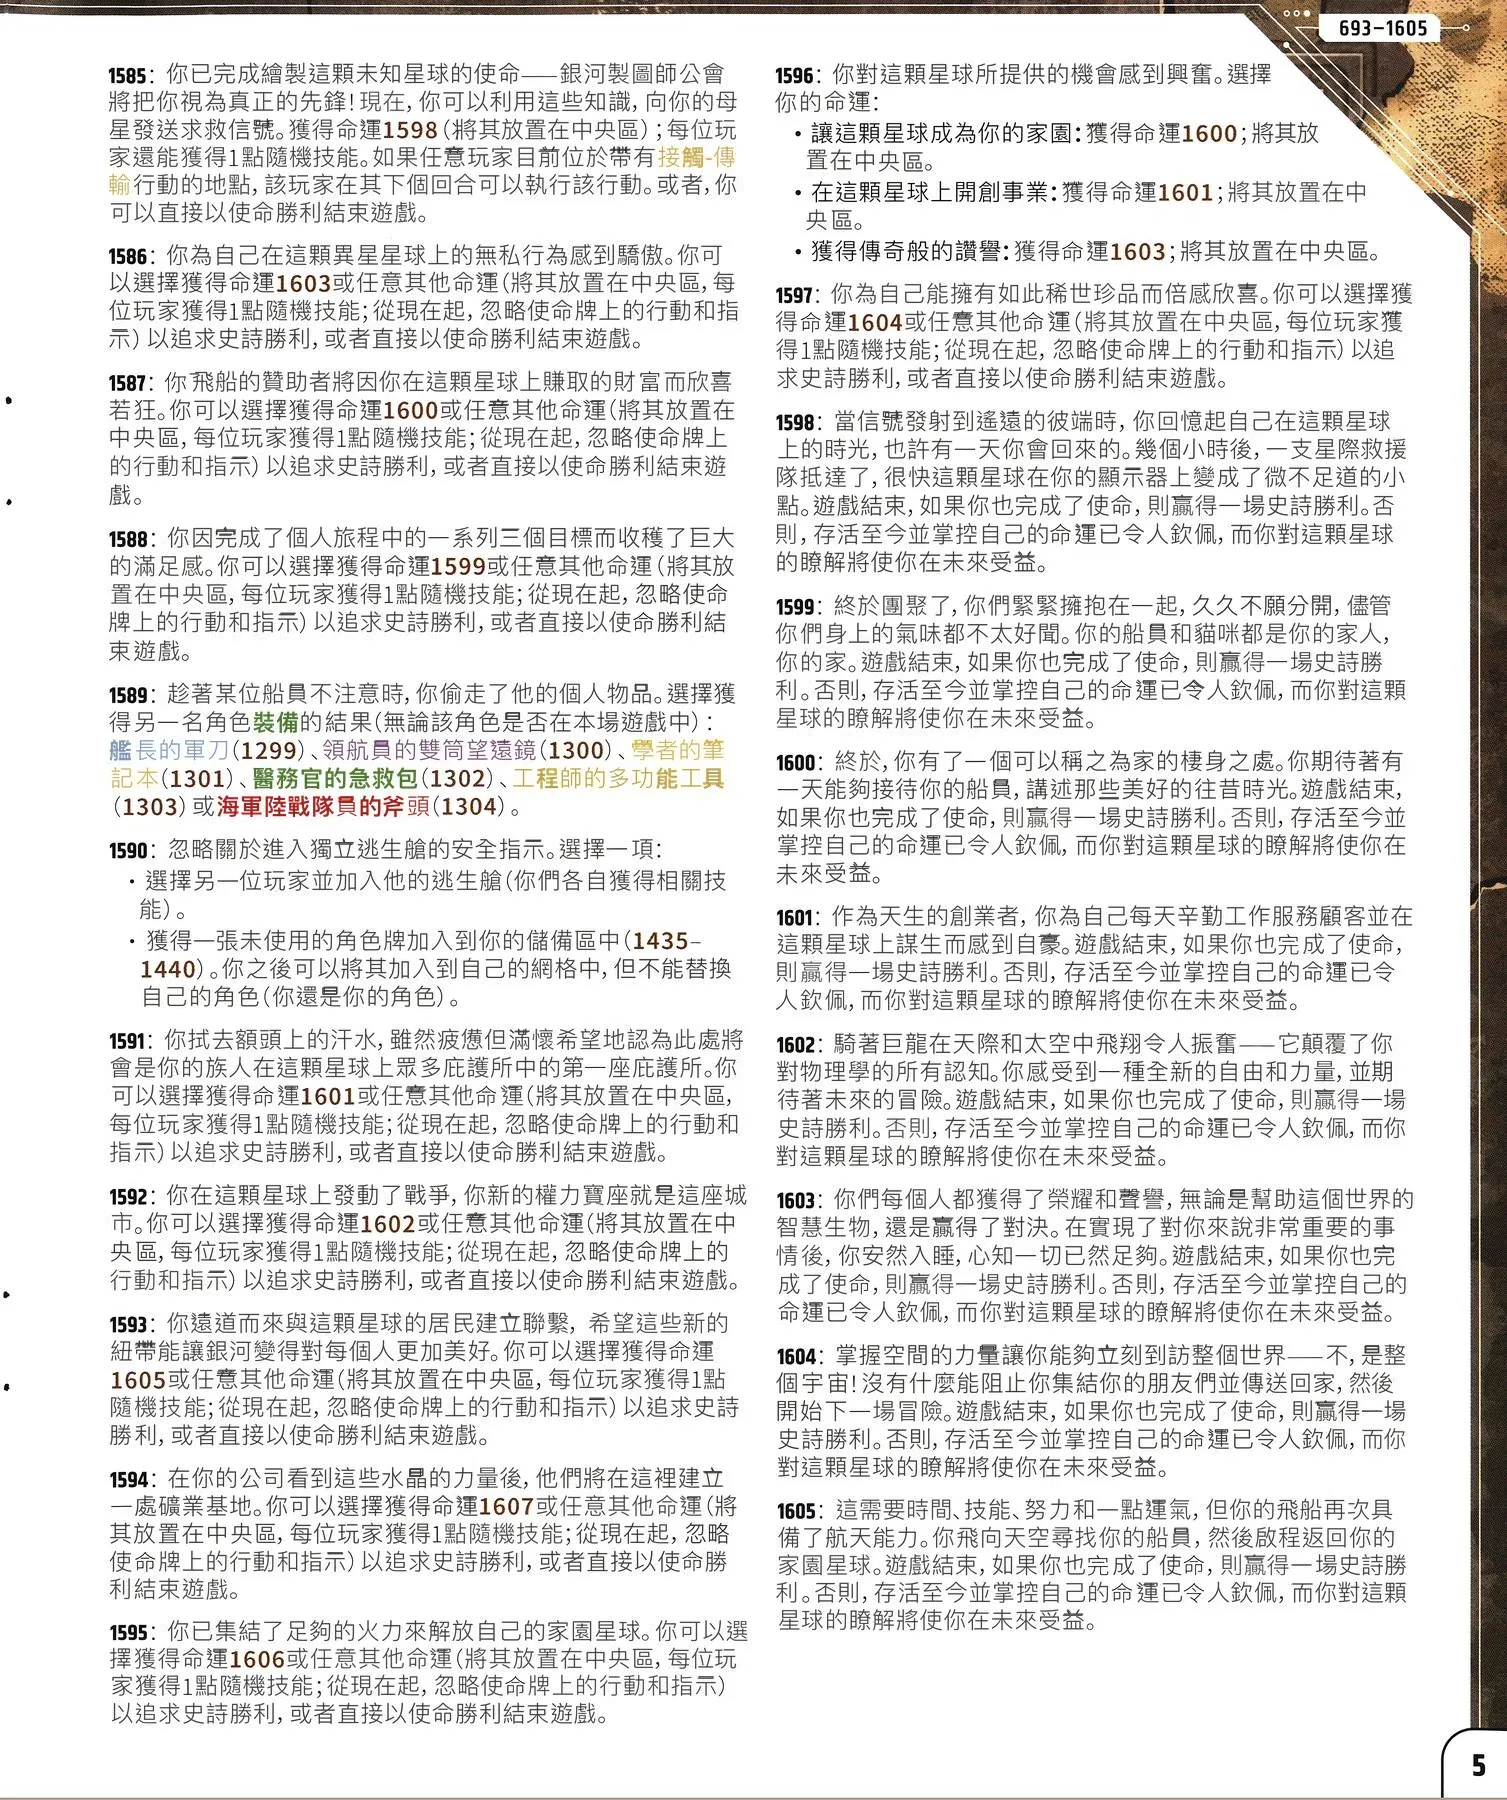 693–1605
1585：你已完成繪製這顆未知星球的使命——銀河製圖師公會
將把你視為真正的先鋒！現在，你可以利用這些知識，向你的母
星發送求救信號。獲得命運1598（將其放置在中央區）；每位玩
家還能獲得1點隨機技能。如果任意玩家目前位於帶有接觸-傳
輸行動的地點，該玩家在其下個回合可以執行該行動。或者，你
可以直接以使命勝利結束遊戲。
1586：你為自己在這顆異星星球上的無私行為感到驕傲。你可
以選擇獲得命運1603或任意其他命運（將其放置在中央區，每
位玩家獲得1點隨機技能；從現在起，忽略使命牌上的行動和指
示）以追求史詩勝利，或者直接以使命勝利結束遊戲。
1587：你飛船的贊助者將因你在這顆星球上賺取的財富而欣喜
若狂。你可以選擇獲得命運1600或任意其他命運（將其放置在
中央區，每位玩家獲得1點隨機技能；從現在起，忽略使命牌上
的行動和指示）以追求史詩勝利，或者直接以使命勝利結束遊
戲。
1588：你因完成了個人旅程中的一系列三個目標而收穫了巨大
的滿足感。你可以選擇獲得命運1599或任意其他命運（將其放
置在中央區，每位玩家獲得1點隨機技能；從現在起，忽略使命
牌上的行動和指示）以追求史詩勝利，或者直接以使命勝利結
束遊戲。
1589：趁著某位船員不注意時，你偷走了他的個人物品。選擇獲
得另一名角色裝備的結果（無論該角色是否在本場遊戲中）：
艦長的軍刀（1299）、領航員的雙筒望遠鏡（1300）、學者的筆
記本（1301）、醫務官的急救包（1302）、工程師的多功能工具
（1303）或海軍陸戰隊員的斧頭（1304）。
1590：忽略關於進入獨立逃生艙的安全指示。選擇一項：
• 選擇另一位玩家並加入他的逃生艙（你們各自獲得相關技
能）。
• 獲得一張未使用的角色牌加入到你的儲備區中（1435–
1440）。你之後可以將其加入到自己的網格中，但不能替換
自己的角色（你還是你的角色）。
1591：你拭去額頭上的汗水，雖然疲憊但滿懷希望地認為此處將
會是你的族人在這顆星球上眾多庇護所中的第一座庇護所。你
可以選擇獲得命運1601或任意其他命運（將其放置在中央區，
每位玩家獲得1點隨機技能；從現在起，忽略使命牌上的行動和
指示）以追求史詩勝利，或者直接以使命勝利結束遊戲。
1592：你在這顆星球上發動了戰爭，你新的權力寶座就是這座城
市。你可以選擇獲得命運1602或任意其他命運（將其放置在中
央區，每位玩家獲得1點隨機技能；從現在起，忽略使命牌上的
行動和指示）以追求史詩勝利，或者直接以使命勝利結束遊戲。
1593：你遠道而來與這顆星球的居民建立聯繫，希望這些新的
紐帶能讓銀河變得對每個人更加美好。你可以選擇獲得命運
1605或任意其他命運（將其放置在中央區，每位玩家獲得1點
隨機技能；從現在起，忽略使命牌上的行動和指示）以追求史詩
勝利，或者直接以使命勝利結束遊戲。
1594：在你的公司看到這些水晶的力量後，他們將在這裡建立
一處礦業基地。你可以選擇獲得命運1607或任意其他命運（將
其放置在中央區，每位玩家獲得1點隨機技能；從現在起，忽略
使命牌上的行動和指示）以追求史詩勝利，或者直接以使命勝
利結束遊戲。
1595：你已集結了足夠的火力來解放自己的家園星球。你可以選
擇獲得命運1606或任意其他命運（將其放置在中央區，每位玩
家獲得1點隨機技能；從現在起，忽略使命牌上的行動和指示）
以追求史詩勝利，或者直接以使命勝利結束遊戲。
1596：你對這顆星球所提供的機會感到興奮。選擇
你的命運：
• 讓這顆星球成為你的家園：獲得命運1600；將其放
置在中央區。
• 在這顆星球上開創事業：獲得命運1601；將其放置在中
央區。
• 獲得傳奇般的讚譽：獲得命運1603；將其放置在中央區。
1597：你為自己能擁有如此稀世珍品而倍感欣喜。你可以選擇獲
得命運1604或任意其他命運（將其放置在中央區，每位玩家獲
得1點隨機技能；從現在起，忽略使命牌上的行動和指示）以追
求史詩勝利，或者直接以使命勝利結束遊戲。
1598：當信號發射到遙遠的彼端時，你回憶起自己在這顆星球
上的時光，也許有一天你會回來的。幾個小時後，一支星際救援
隊抵達了，很快這顆星球在你的顯示器上變成了微不足道的小
點。遊戲結束，如果你也完成了使命，則贏得一場史詩勝利。否
則，存活至今並掌控自己的命運已令人欽佩，而你對這顆星球
的瞭解將使你在未來受益。
1599：終於團聚了，你們緊緊擁抱在一起，久久不願分開，儘管
你們身上的氣味都不太好聞。你的船員和貓咪都是你的家人，
你的家。遊戲結束，如果你也完成了使命，則贏得一場史詩勝
利。否則，存活至今並掌控自己的命運已令人欽佩，而你對這顆
星球的瞭解將使你在未來受益。
1600：終於，你有了一個可以稱之為家的棲身之處。你期待著有
一天能夠接待你的船員，講述那些美好的往昔時光。遊戲結束，
如果你也完成了使命，則贏得一場史詩勝利。否則，存活至今並
掌控自己的命運已令人欽佩，而你對這顆星球的瞭解將使你在
未來受益。
1601：作為天生的創業者，你為自己每天辛勤工作服務顧客並在
這顆星球上謀生而感到自豪。遊戲結束，如果你也完成了使命，
則贏得一場史詩勝利。否則，存活至今並掌控自己的命運已令
人欽佩，而你對這顆星球的瞭解將使你在未來受益。
1602：騎著巨龍在天際和太空中飛翔令人振奮——它顛覆了你
對物理學的所有認知。你感受到一種全新的自由和力量，並期
待著未來的冒險。遊戲結束，如果你也完成了使命，則贏得一場
史詩勝利。否則，存活至今並掌控自己的命運已令人欽佩，而你
對這顆星球的瞭解將使你在未來受益。
1603：你們每個人都獲得了榮耀和聲譽，無論是幫助這個世界的
智慧生物，還是贏得了對決。在實現了對你來說非常重要的事
情後，你安然入睡，心知一切已然足夠。遊戲結束，如果你也完
成了使命，則贏得一場史詩勝利。否則，存活至今並掌控自己的
命運已令人欽佩，而你對這顆星球的瞭解將使你在未來受益。
1604：掌握空間的力量讓你能夠立刻到訪整個世界——不，是整
個宇宙！沒有什麼能阻止你集結你的朋友們並傳送回家，然後
開始下一場冒險。遊戲結束，如果你也完成了使命，則贏得一場
史詩勝利。否則，存活至今並掌控自己的命運已令人欽佩，而你
對這顆星球的瞭解將使你在未來受益。
1605：這需要時間、技能、努力和一點運氣，但你的飛船再次具
備了航天能力。你飛向天空尋找你的船員，然後啟程返回你的
家園星球。遊戲結束，如果你也完成了使命，則贏得一場史詩勝
利。否則，存活至今並掌控自己的命運已令人欽佩，而你對這顆
星球的瞭解將使你在未來受益。
5